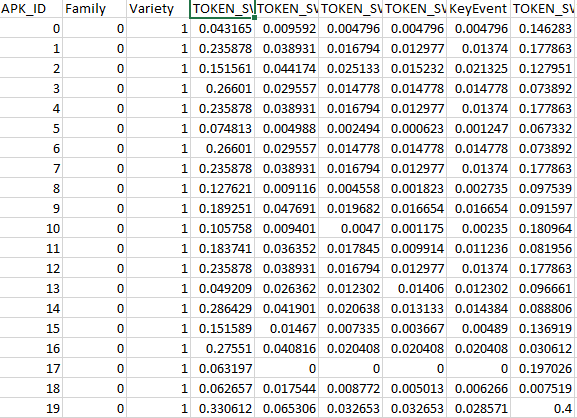 APK_ID Family Variety TOKEN_S TOKEN_SV TOKEN_SV TOKEN_SV KeyEvent TOKEN_SV
0 0 1 0.043165 0.009592 0.004796 0.004796 0.004796 0.146283
1 0 1 0.235878 0.038931 0.016794 0.012977 0.01374 0.177863
2 0 1 0.151561 0.044174 0.025133 0.015232 0.021325 0.127951
3 0 1 0.26601 0.029557 0.014778 0.014778 0.014778 0.073892
4 0 1 0.235878 0.038931 0.016794 0.012977 0.01374 0.177863
5 0 1 0.074813 0.004988 0.002494 0.000623 0.001247 0.067332
6 0 1 0.26601 0.029557 0.014778 0.014778 0.014778 0.073892
7 0 1 0.235878 0.038931 0.016794 0.012977 0.01374 0.177863
8 0 1 0.127621 0.009116 0.004558 0.001823 0.002735 0.097539
9 0 1 0.189251 0.047691 0.019682 0.016654 0.016654 0.091597
10 0 1 0.105758 0.009401 0.0047 0.001175 0.00235 0.180964
11 0 1 0.183741 0.036352 0.017845 0.009914 0.011236 0.081956
12 0 1 0.235878 0.038931 0.016794 0.012977 0.01374 0.177863
13 0 1 0.049209 0.026362 0.012302 0.01406 0.012302 0.096661
14 0 1 0.286429 0.041901 0.020638 0.013133 0.014384 0.088806
15 0 1 0.151589 0.01467 0.007335 0.003667 0.00489 0.136919
16 0 1 0.27551 0.040816 0.020408 0.020408 0.020408 0.030612
17 0 1 0.063197 0 0 0 0 0.197026
18 0 1 0.062657 0.017544 0.008772 0.005013 0.006266 0.007519
19 0 1 0.330612 0.065306 0.032653 0.032653 0.028571 0.4